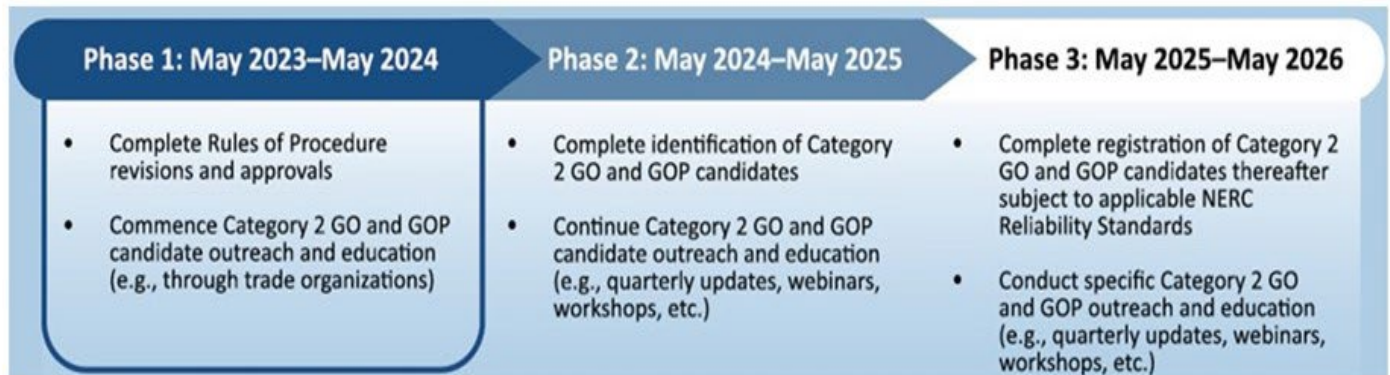 Phase 1: May 2023–May 2024
• Complete Rules of Procedure
revisions and approvals
• Commence Category 2 GO and GOP
candidate outreach and education
(e.g., through trade organizations)
Phase 2: May 2024–May 2025
• Complete identification of Category
2 GO and GOP candidates
• Continue Category 2 GO and GOP
candidate outreach and education
(e.g., quarterly updates, webinars,
workshops, etc.)
Phase 3: May 2025–May 2026
• Complete registration of Category 2
GO and GOP candidates thereafter
subject to applicable NERC
Reliability Standards
• Conduct specific Category 2 GO
and GOP outreach and education
(e.g., quarterly updates, webinars,
workshops, etc.)